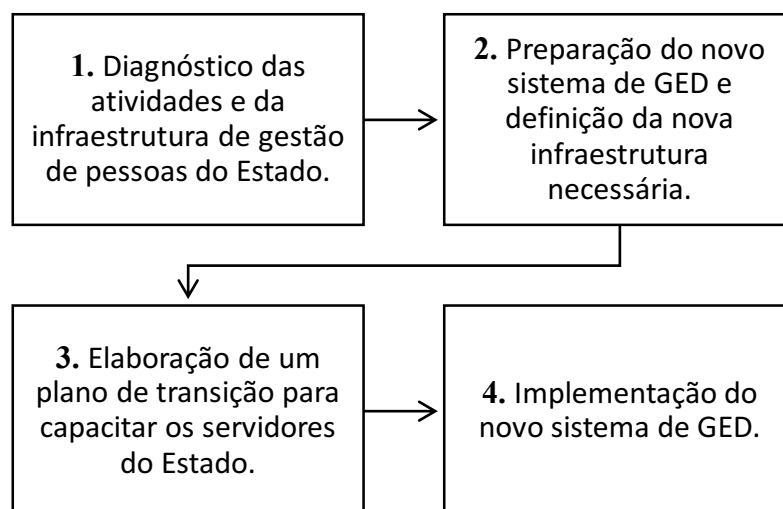 1. Diagnóstico das
atividades e da
infraestrutura de gestão
de pessoas do Estado.
2. Preparação do novo
sistema de GED e
definição da nova
infraestrutura
necessária.
3. Elaboração de um
plano de transição para
capacitar os servidores
do Estado.
4. Implementação do
novo sistema de GED.